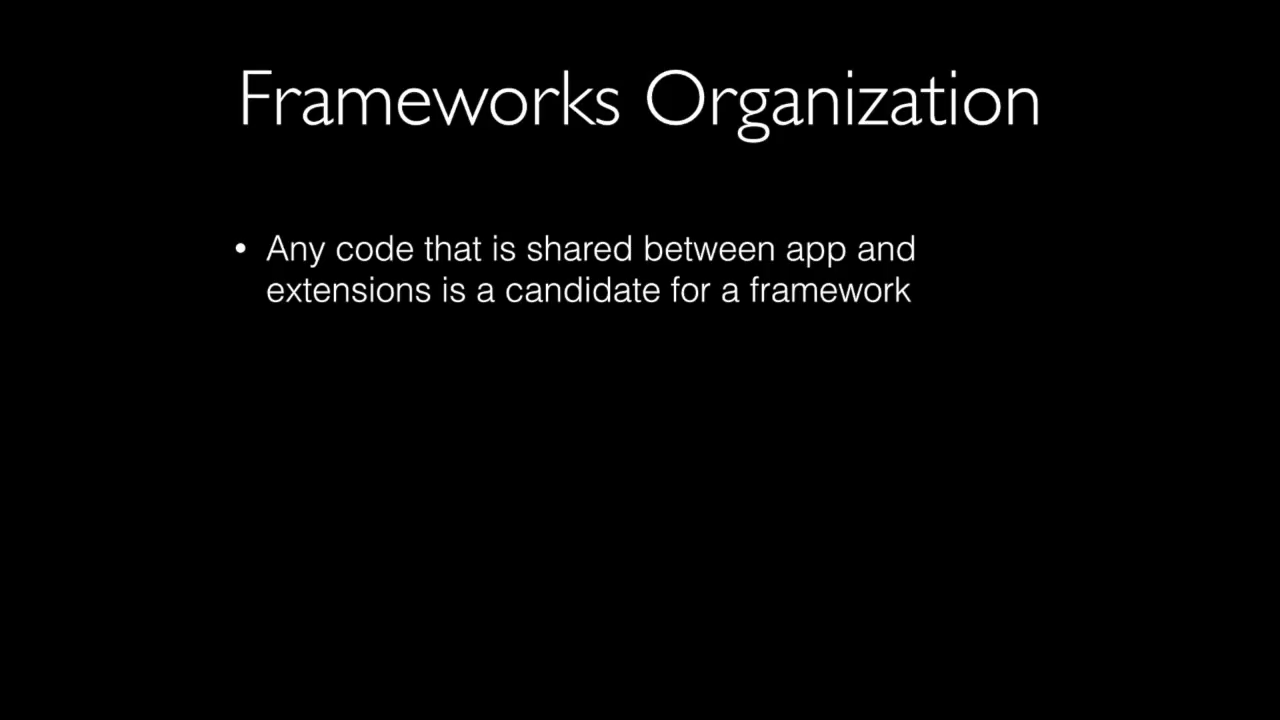 Frameworks Organization
• Any code that is shared between app and
extensions is a candidate for a framework